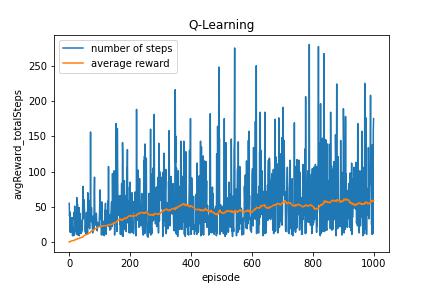 Q-Learning
number of steps
average reward
avgReward_totalSteps
250
200
150
100
50
0
0 200 400 600 800 1000
episode